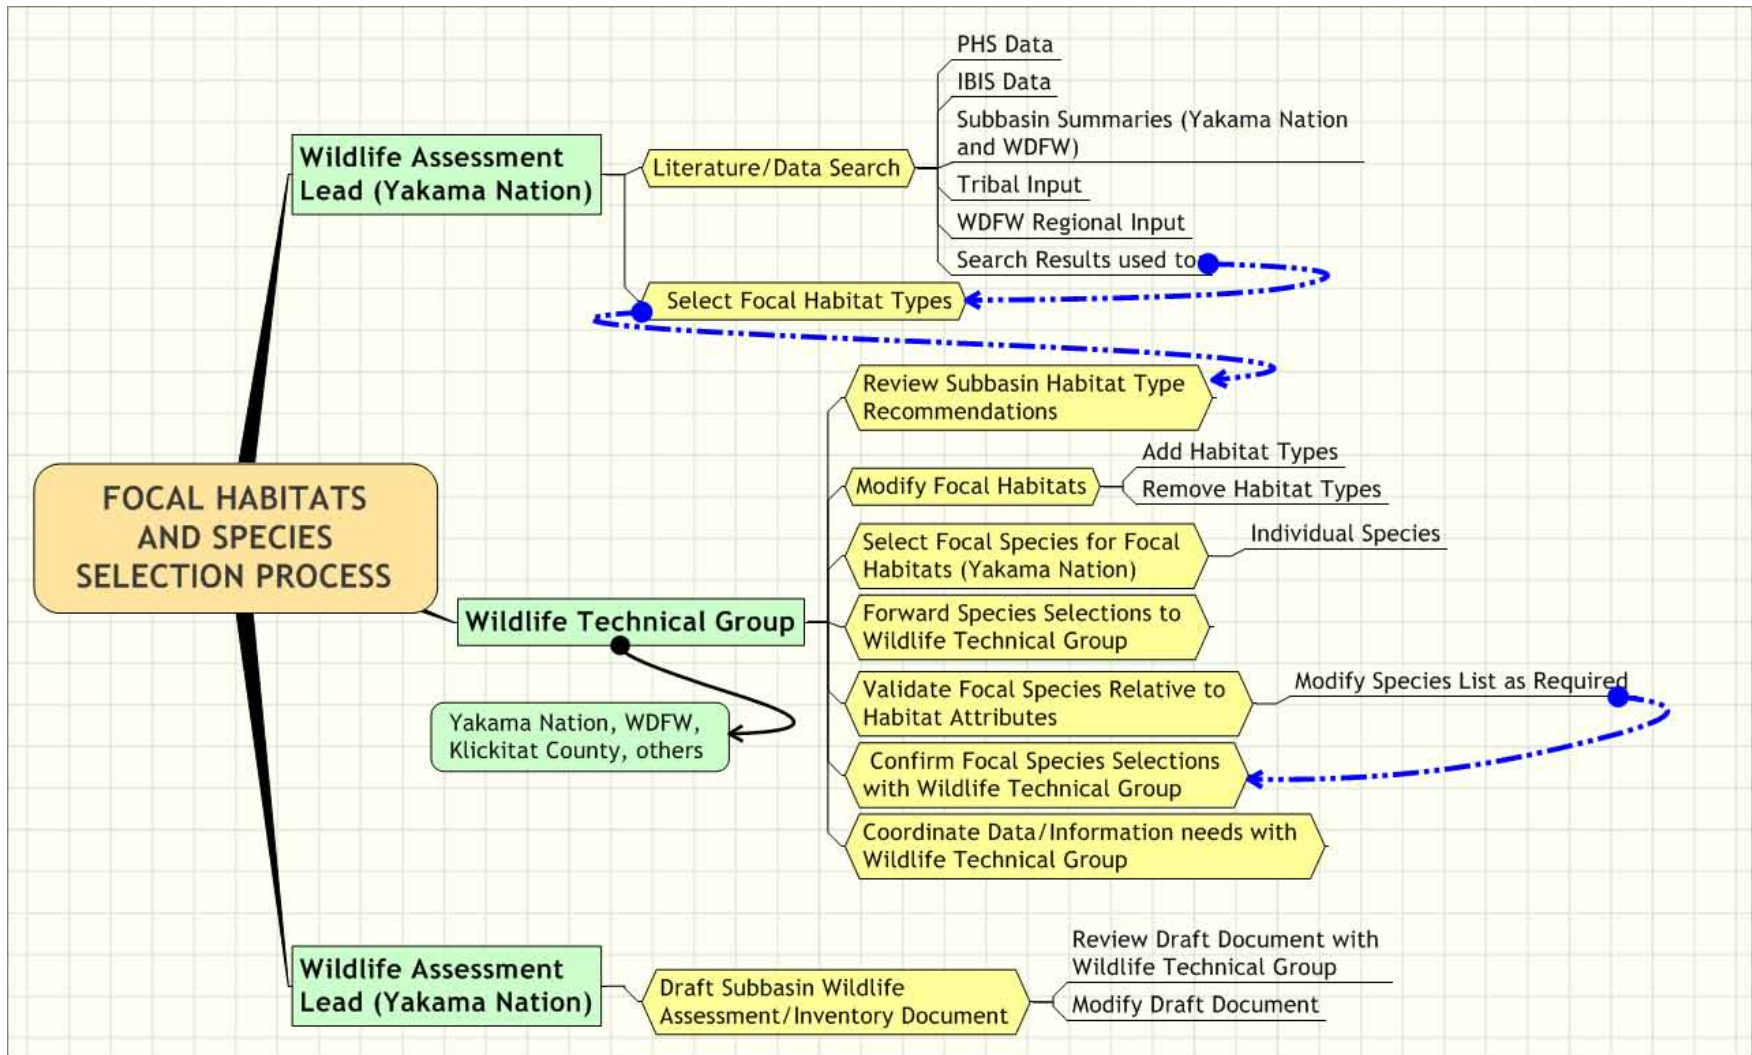 PHS Data
IBIS Data
Subbasin Summaries (Yakama Nation
and WDFW)
Wildlife Assessment
Lead (Yakama Nation)
Literature/Data Search
Tribal Input
WDFW Regional Input
Search Results used to
Select Focal Habitat Types
Review Subbasin Habitat Type
Recommendations
FOCAL HABITATS
AND SPECIES
SELECTION PROCESS
Modify Focal Habitats
Add Habitat Types
Remove Habitat Types
Select Focal Species for Focal
Habitats (Yakama Nation)
Individual Species
Wildlife Technical Group
Forward Species Selections to
Wildlife Technical Group
Yakama Nation, WDFW,
Klickitat County, others
Validate Focal Species Relative to
Habitat Attributes
Modify Species List as Required
Confirm Focal Species Selections
with Wildlife Technical Group
Coordinate Data/Information needs with
Wildlife Technical Group
Wildlife Assessment
Lead (Yakama Nation)
Draft Subbasin Wildlife
Assessment/Inventory Document
Review Draft Document with
Wildlife Technical Group
Modify Draft Document